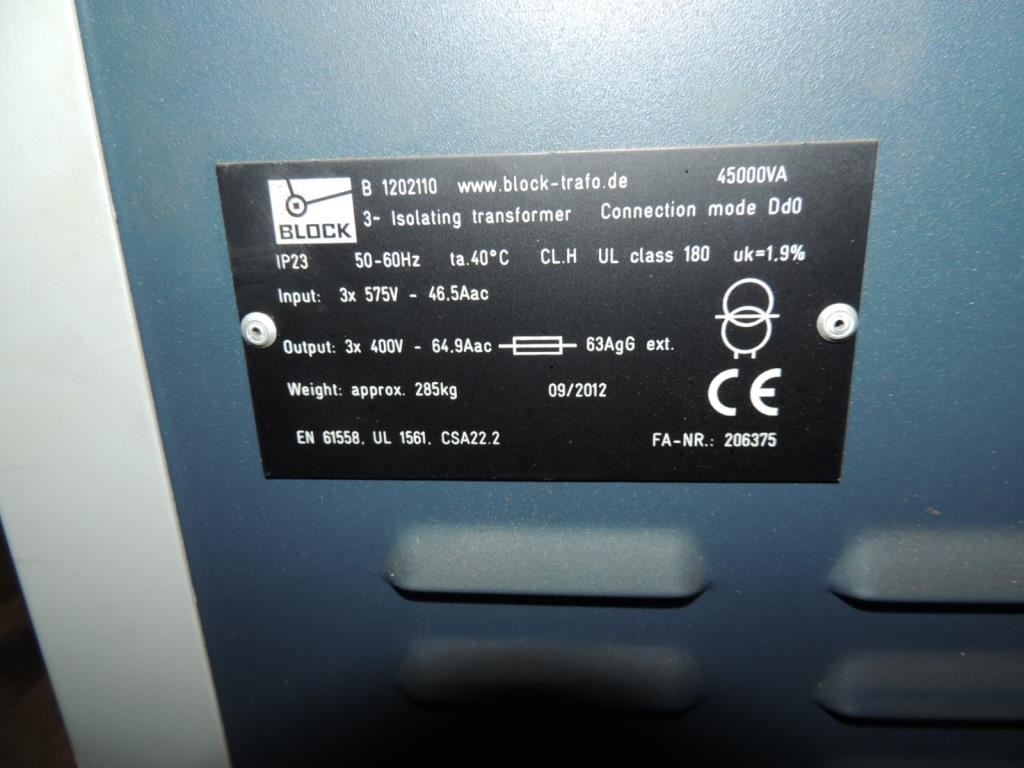 B 1202110 www.block-trafo.de 45000VA
3~ Isolating transformer Connection mode Dd0
BLOCK
IP23 50-60Hz ta.40°C CL.H UL class 180 uk=1.9%
Input: 3x 575V - 46.5Aac
Output: 3x 400V - 64.9Aac 63AgG ext.
Weight: approx. 285kg 09/2012
CE
EN 61558, UL 1561, CSA22.2 FA-NR.: 206375